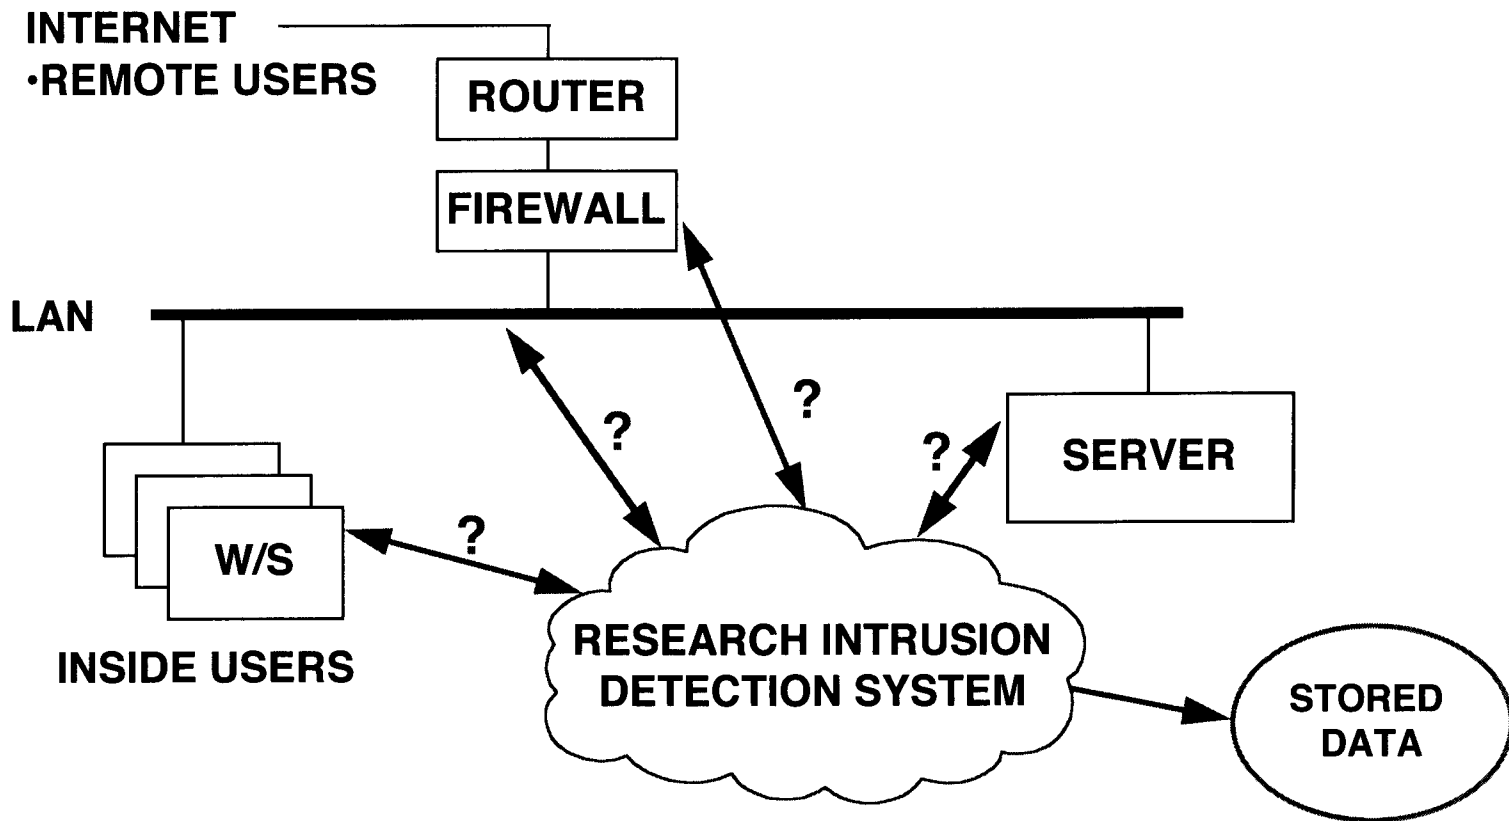 INTERNET
•REMOTE USERS
ROUTER
FIREWALL
LAN
?
?
?
SERVER
?
W/S
INSIDE USERS
RESEARCH INTRUSION
DETECTION SYSTEM
STORED
DATA